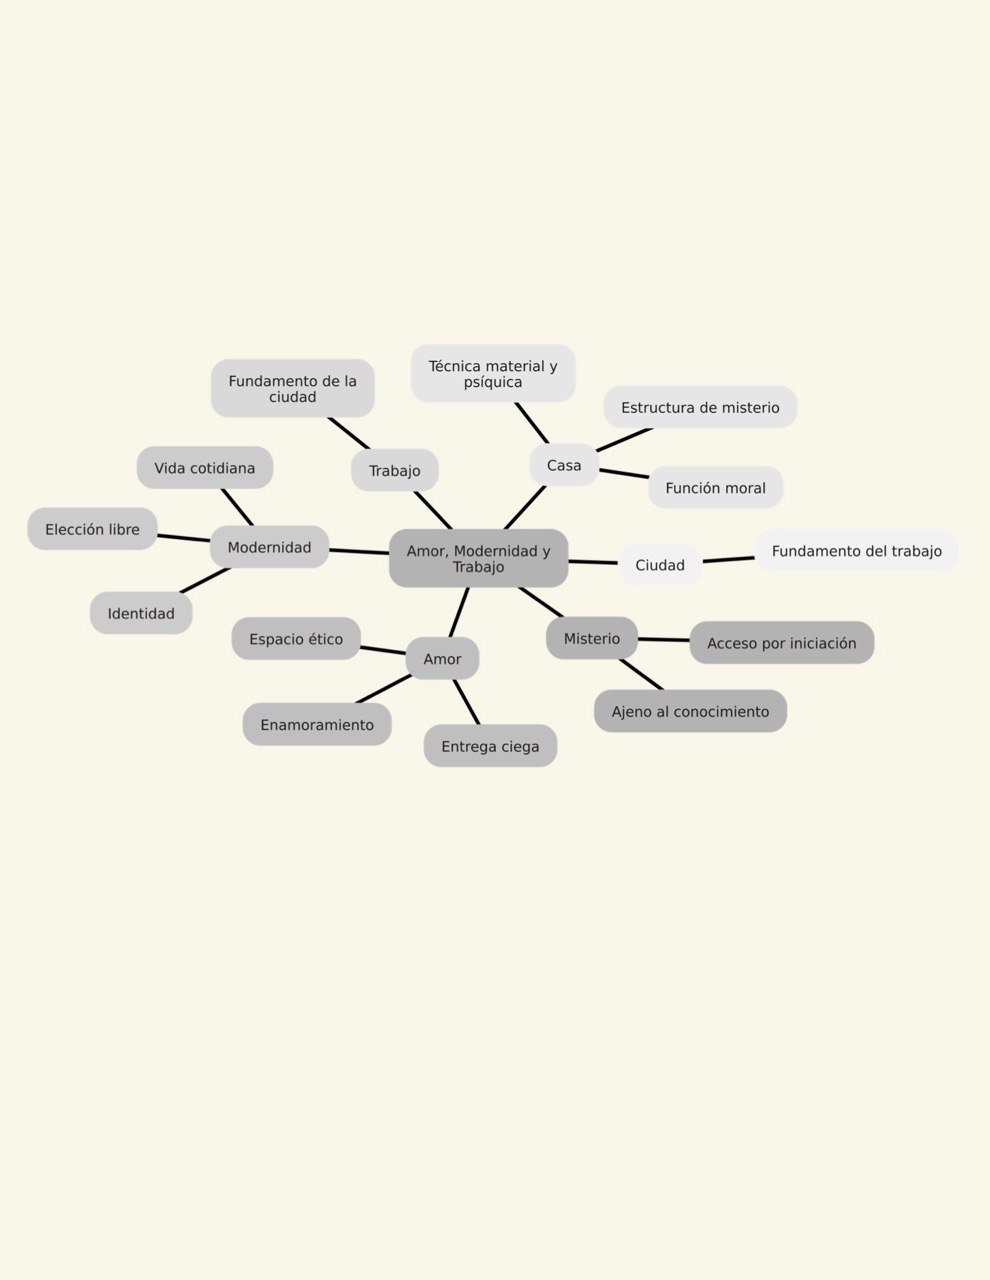 Técnica material y
psíquica
Fundamento de la
ciudad
Estructura de misterio
Casa
Vida cotidiana
Trabajo
Función moral
Elección libre
Modernidad
Amor, Modernidad y
Trabajo
Fundamento del trabajo
Ciudad
Identidad
Espacio ético
Misterio
Acceso por iniciación
Amor
Ajeno al conocimiento
Enamoramiento
Entrega ciega